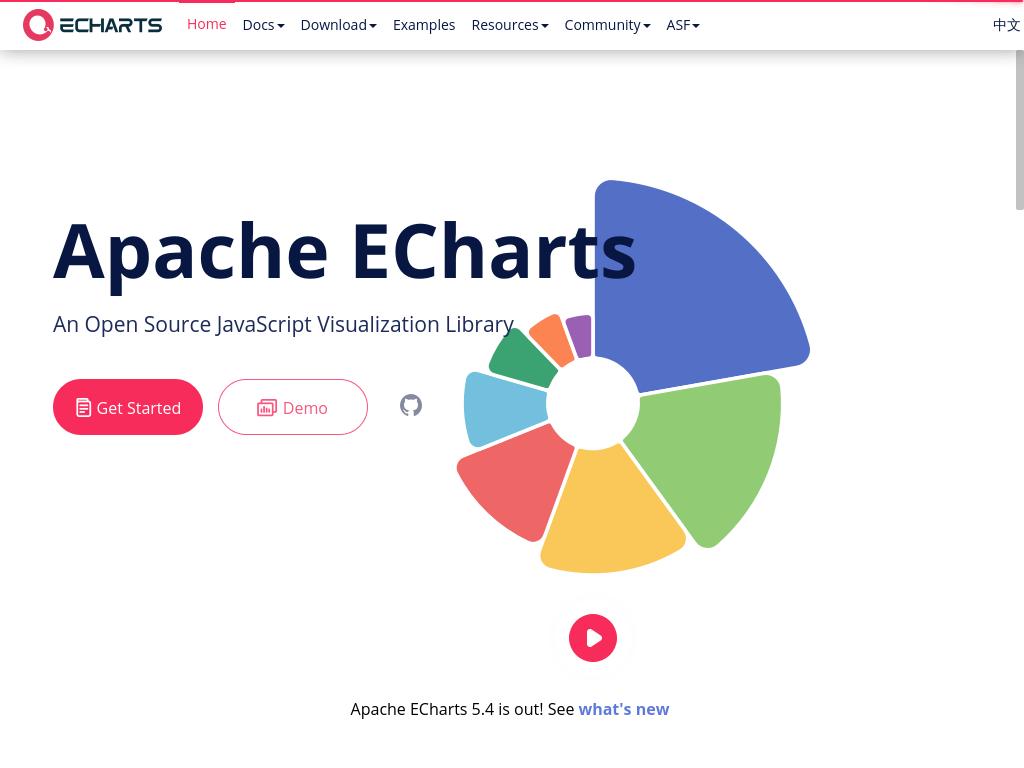 ECHARTS Home Docs Download Examples Resources Community ASF 中文
Apache ECharts
An Open Source JavaScript Visualization Library
Get Started Demo
Apache ECharts 5.4 is out! See what's new